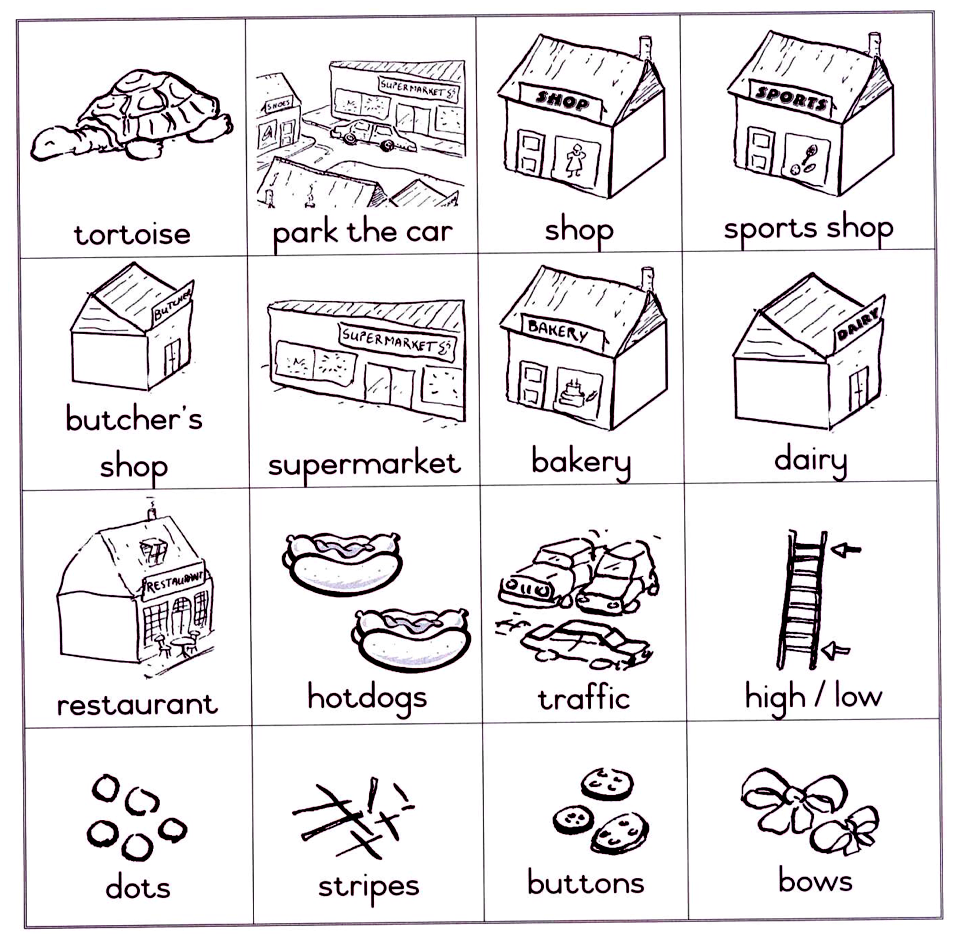 tortoise
SHOES
SUPERMARKET
park the car
SHOP
shop
SPORTS
sports shop
BUTCHER
butcher's
shop
SUPERMARKET
supermarket
BAKERY
bakery
DAIRY
dairy
RESTAURANT
restaurant
hotdogs
traffic
high / low
dots
stripes
buttons
bows